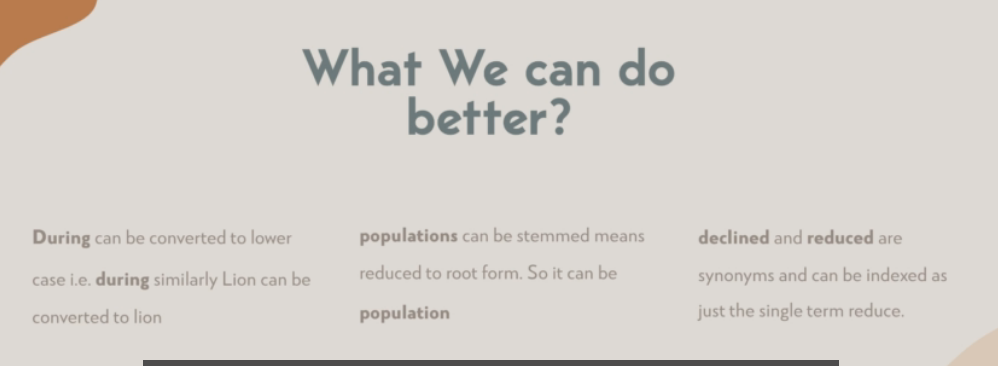 What We can do
better?
During can be converted to lower
case i.e. during similarly Lion can be
converted to lion
populations can be stemmed means
reduced to root form. So it can be
population
declined and reduced are
synonyms and can be indexed as
just the single term reduce.